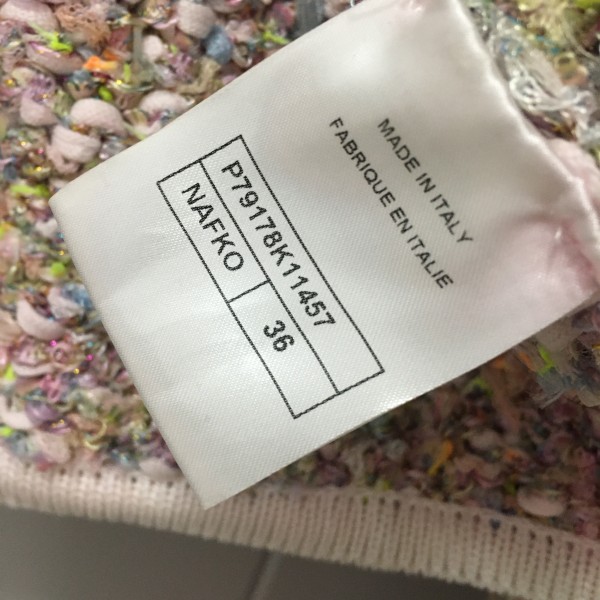 MADE IN ITALY
FABRIQUE EN ITALIE
P79178K11457
NAFKO 36